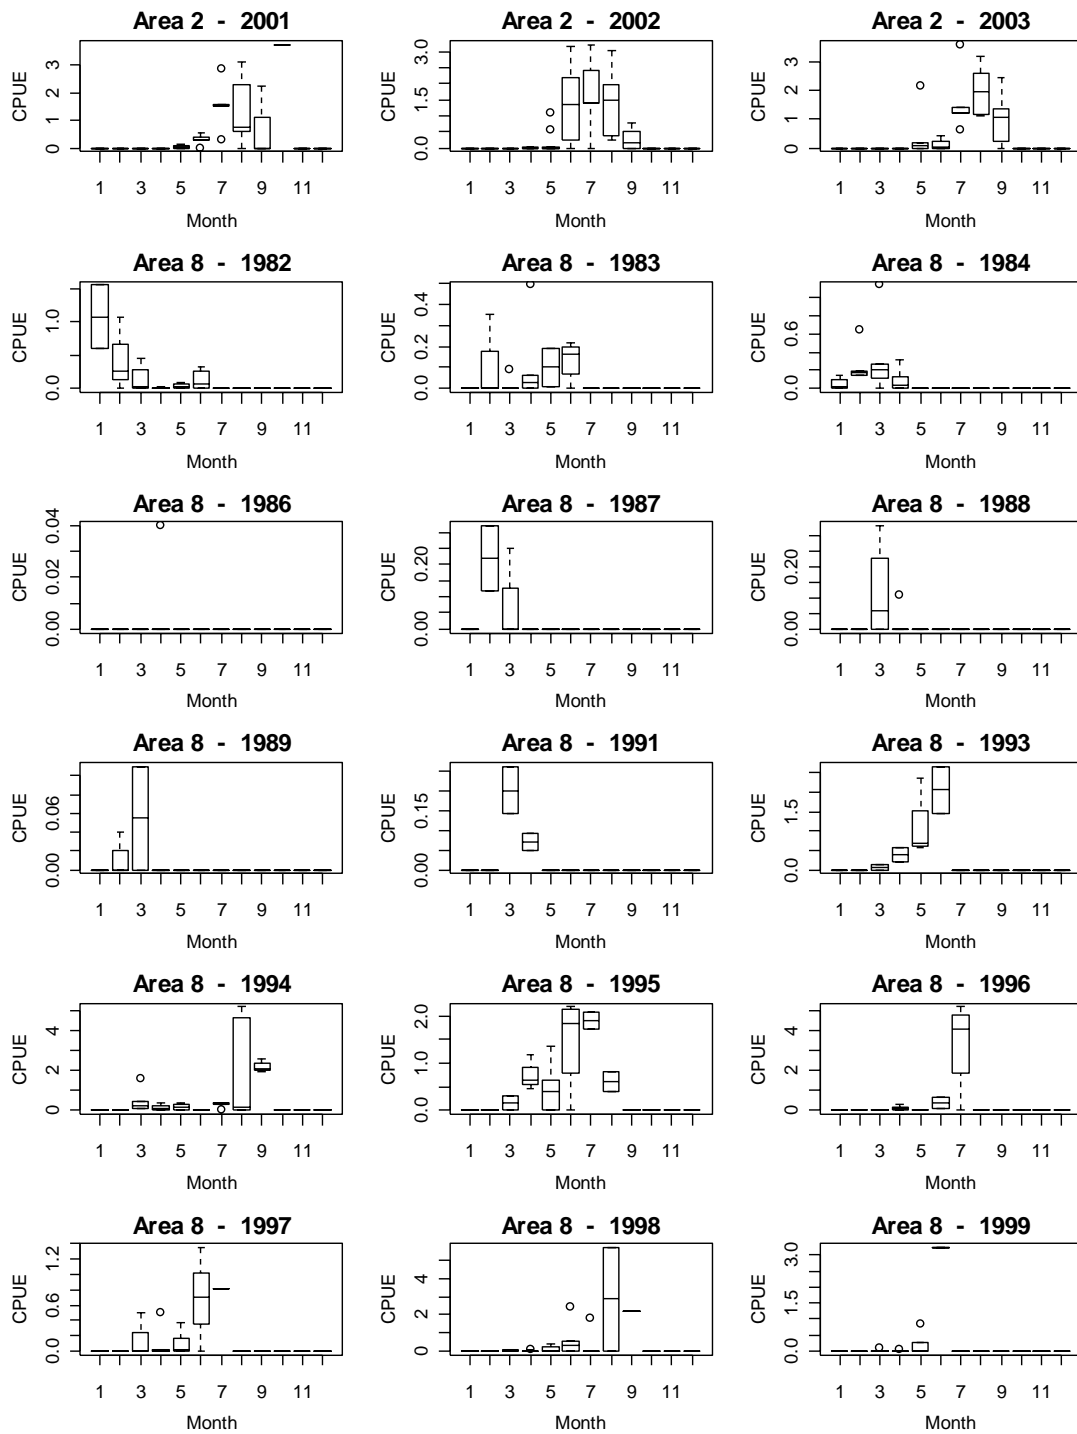 Area 2 - 2001
Area 2 - 2002
Area 2 - 2003
CPUE
0 1 2 3
1 3 5 7 9 11
Month
CPUE
0.0 1.5 3.0
1 3 5 7 9 11
Month
CPUE
0 1 2 3
1 3 5 7 9 11
Month
Area 8 - 1982
Area 8 - 1983
Area 8 - 1984
CPUE
0.0 1.0
1 3 5 7 9 11
Month
CPUE
0.0 0.2 0.4
1 3 5 7 9 11
Month
CPUE
0.0 0.6
1 3 5 7 9 11
Month
Area 8 - 1986
Area 8 - 1987
Area 8 - 1988
CPUE
0.00 0.02 0.04
1 3 5 7 9 11
Month
CPUE
0.00 0.20
1 3 5 7 9 11
Month
CPUE
0.00 0.20
1 3 5 7 9 11
Month
Area 8 - 1989
Area 8 - 1991
Area 8 - 1993
CPUE
0.00 0.06
1 3 5 7 9 11
Month
CPUE
0.00 0.15
1 3 5 7 9 11
Month
CPUE
0.0 1.5
1 3 5 7 9 11
Month
Area 8 - 1994
Area 8 - 1995
Area 8 - 1996
CPUE
0 2 4
1 3 5 7 9 11
Month
CPUE
0.0 1.0 2.0
1 3 5 7 9 11
Month
CPUE
0 2 4
1 3 5 7 9 11
Month
Area 8 - 1997
Area 8 - 1998
Area 8 - 1999
CPUE
0.0 0.6 1.2
1 3 5 7 9 11
Month
CPUE
0 2 4
1 3 5 7 9 11
Month
CPUE
0.0 1.5 3.0
1 3 5 7 9 11
Month